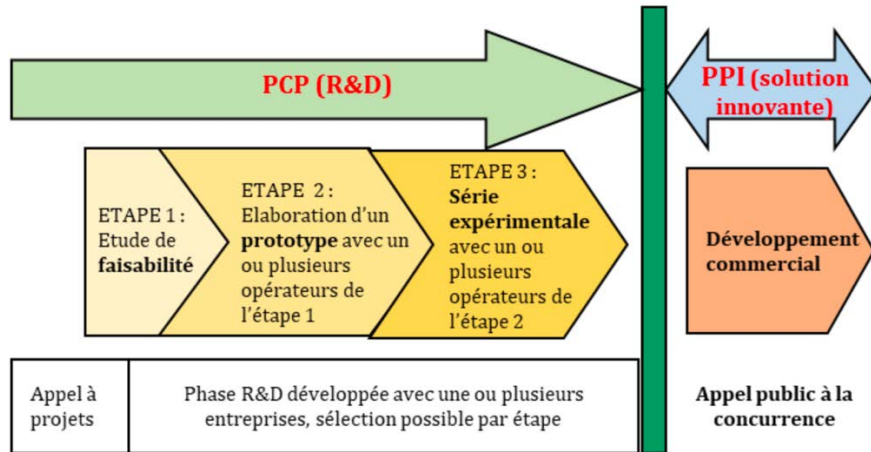 PCP (R&D)
PPI (solution
innovante)
ETAPE 1 :
Etude de
faisabilité
ETAPE 2 :
Elaboration d'un
prototype avec un
ou plusieurs
opérateurs de
l'étape 1
ETAPE 3 :
Série
expérimentale
avec un ou
plusieurs
opérateurs de
l'étape 2
Développement
commercial
Appel à
projets
Phase R&D développée avec une ou plusieurs
entreprises, sélection possible par étape
Appel public à la
concurrence